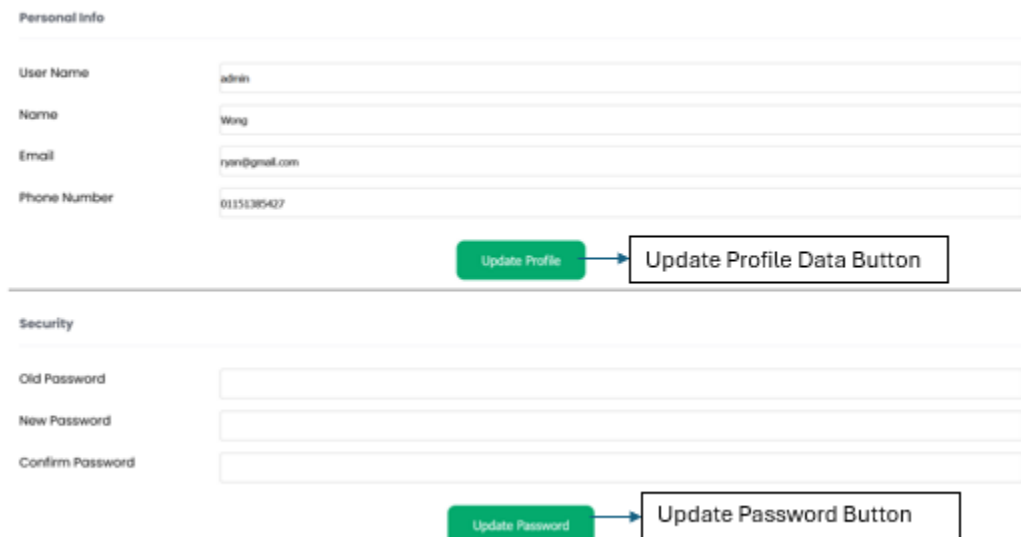 Personal Info
User Name
admin
Name
Wong
Email
ryan@gmail.com
Phone Number
01151385427
Update Profile
Update Profile Data Button
Security
Old Password
New Password
Confirm Password
Update Password
Update Password Button